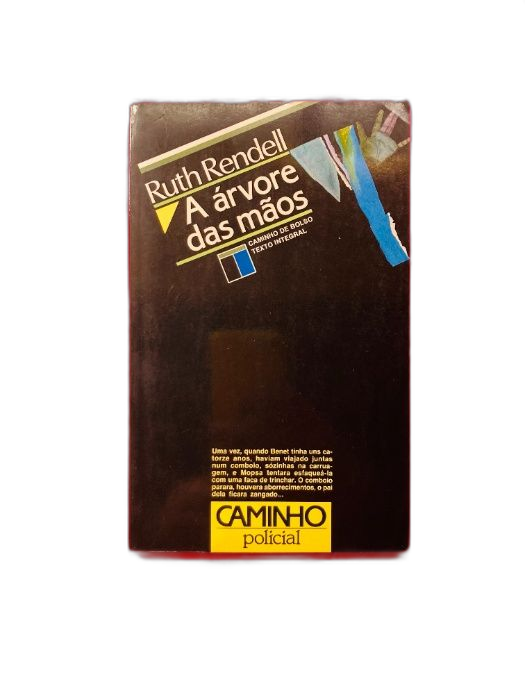 Ruth Rendell
A árvore
das mãos
CAMINHO DE BOLSO
TEXTO INTEGRAL
Uma vez, quando Benet tinha uns ca-
torze anos, haviam viajado juntas
num comboio, sòzinhas na carrua-
gem, e Mopsa tentara esfaqueá-la
com uma faca de trinchar. O comboio
parara, houvera aborrecimentos, o pai
dela ficara zangado...
CAMINHO
policial